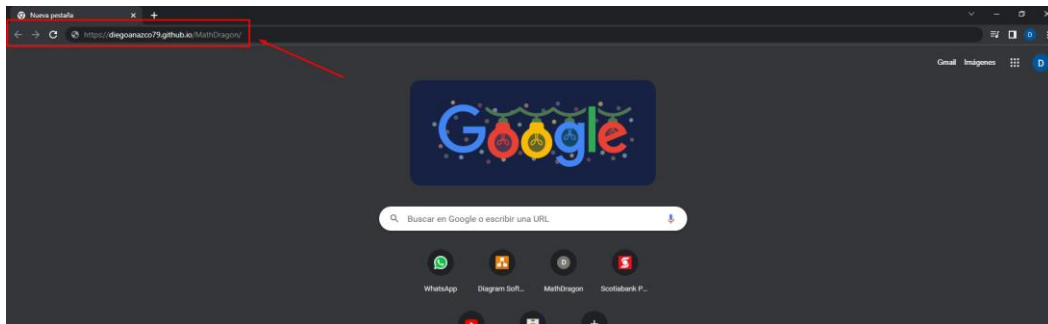 Nueva pestaña
https://diegoanazco79.github.io/MathDragon/
Gmail Imágenes D
Google
Buscar en Google o escribir una URL
D
WhatsApp Diagram Soft... MathDragon Scotiabank P...